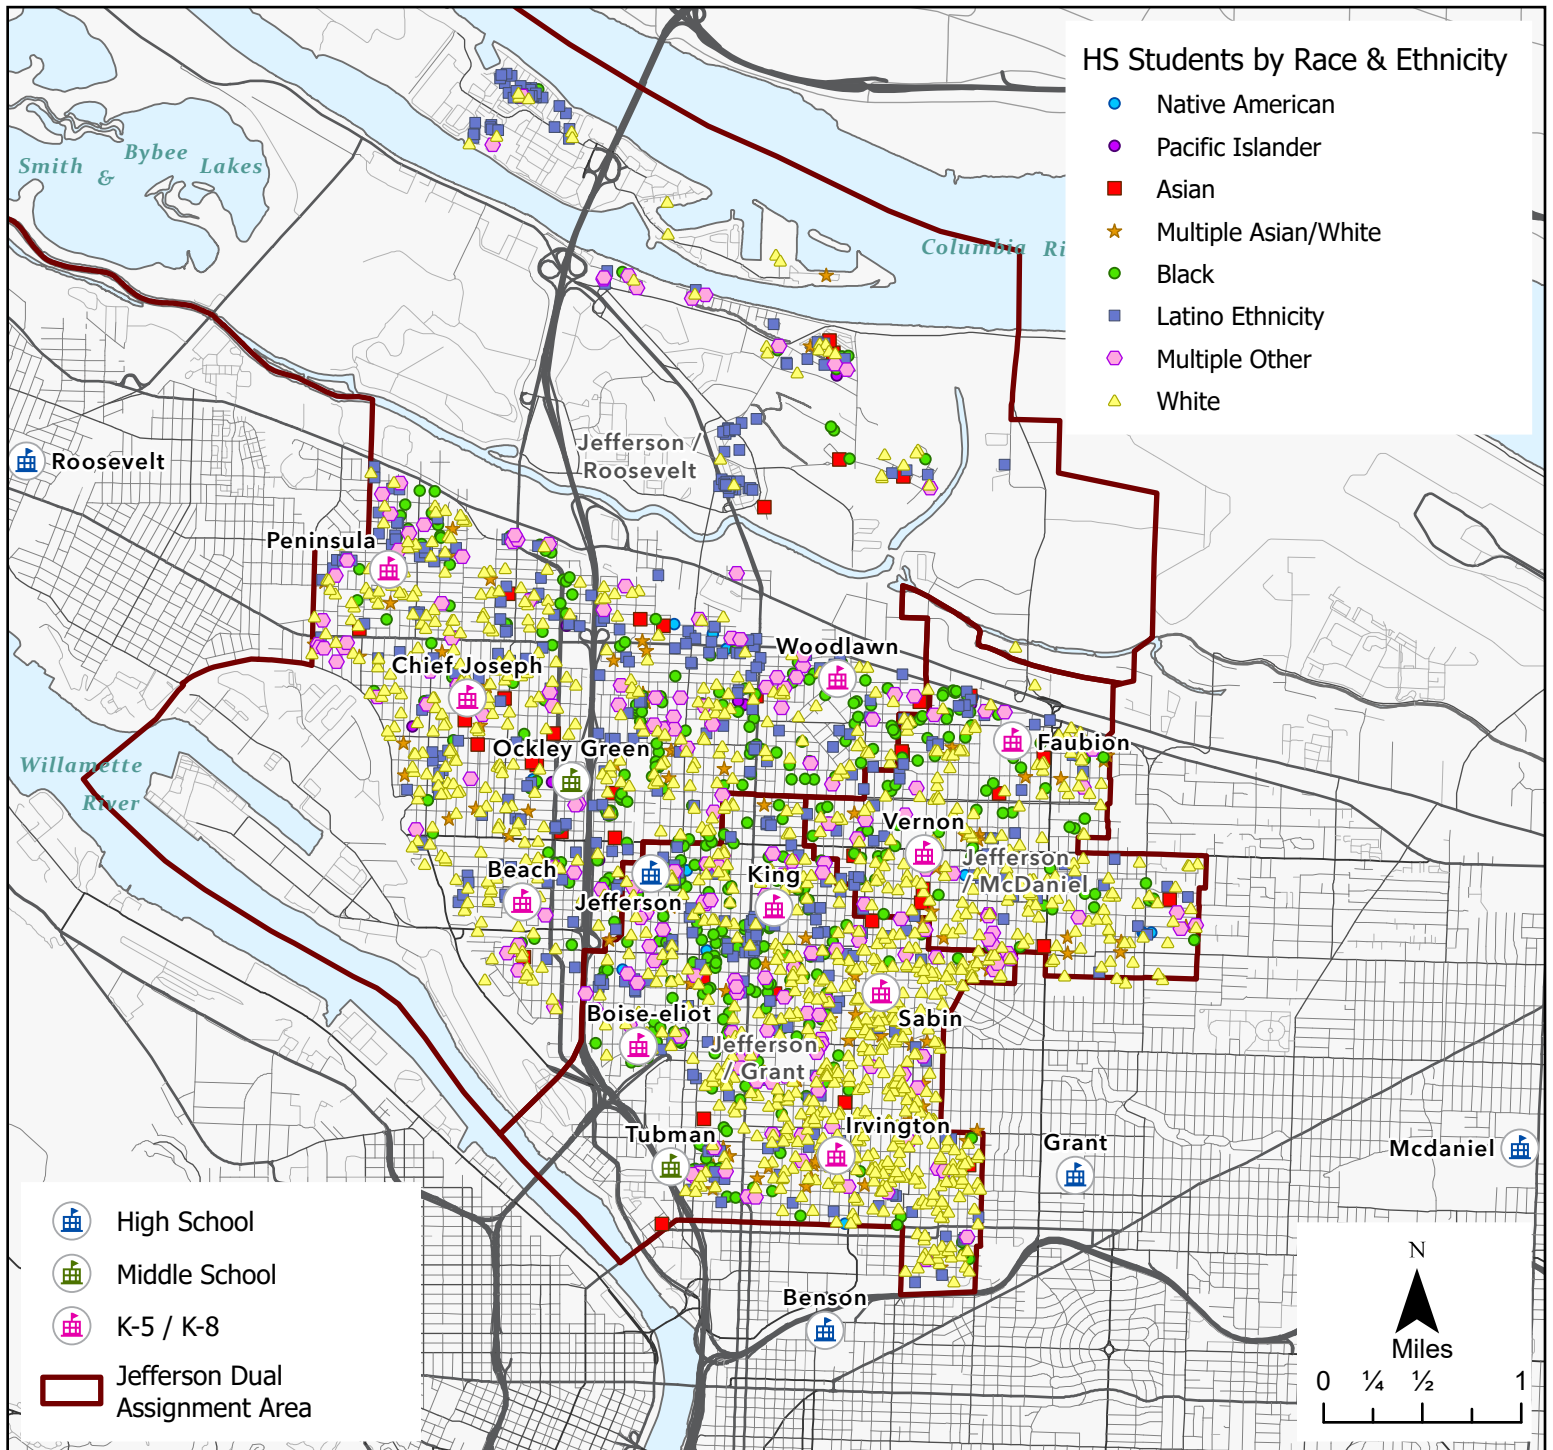 HS Students by Race & Ethnicity
Native American
Pacific Islander
Asian
Multiple Asian/White
Black
Latino Ethnicity
Multiple Other
White
Smith & Bybee Lakes
Columbia Ri
Jefferson /
Roosevelt
Roosevelt
Peninsula
Woodlawn
Chief Joseph
Faubion
Ockley Green
Willamette
River
Vernon
Jefferson
/ McDaniel
Beach
King
Jefferson
Boise-eliot
Sabin
Jefferson
/ Grant
Tubman
Irvington
Grant
Mcdaniel
Benson
High School
Middle School
K-5 / K-8
Jefferson Dual
Assignment Area
N
Miles
0 ¼ ½ 1